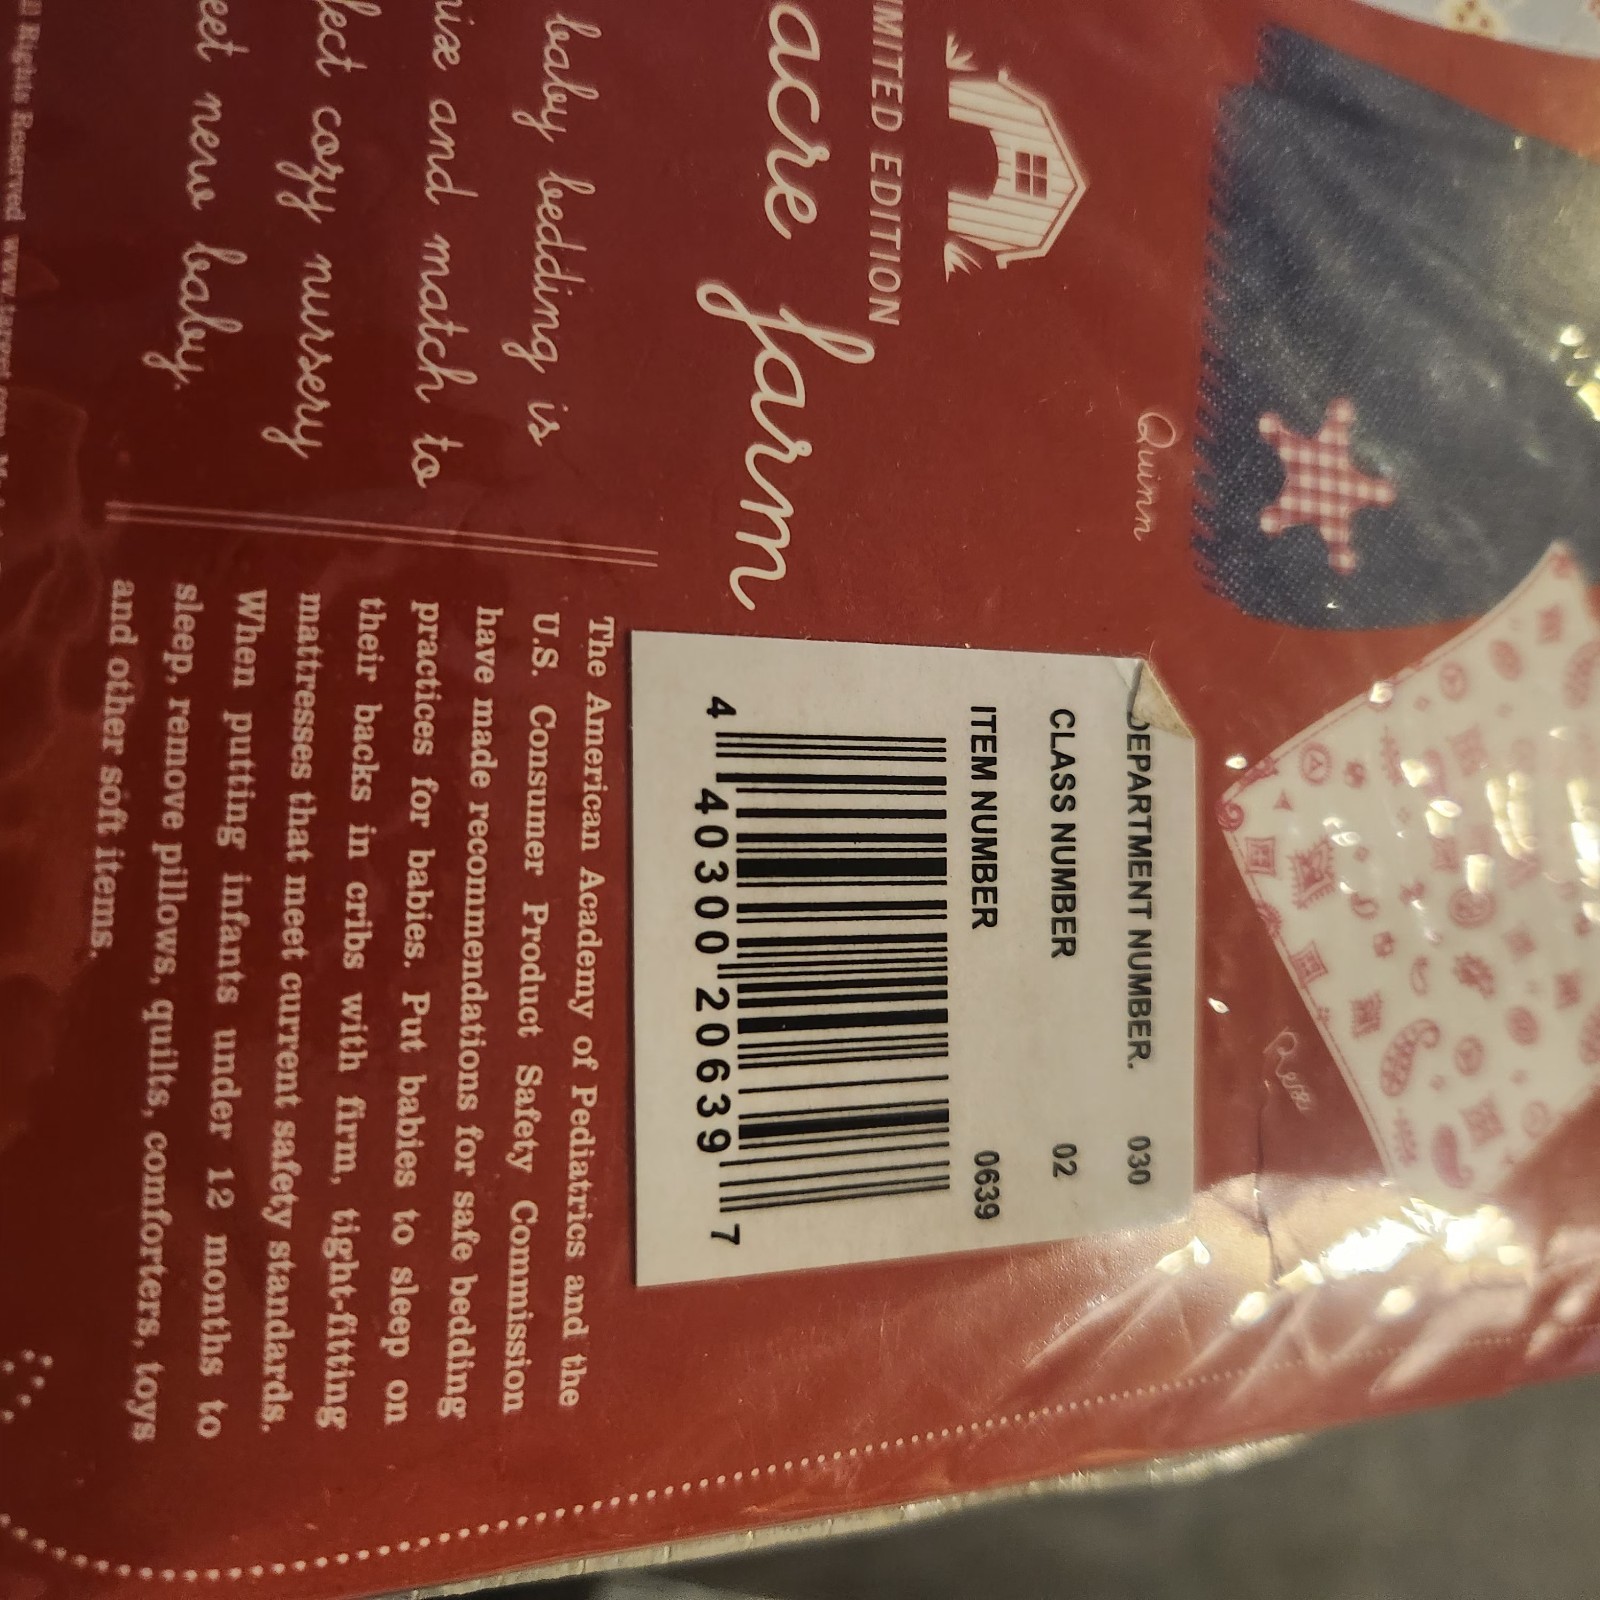 Quinn
LIMITED EDITION
acre farm
baby bedding is
and match to
cozy nursery
new baby.
Rights Reserved
DEPARTMENT NUMBER. 030
CLASS NUMBER 02
ITEM NUMBER 0639
4 40300 20639 7
The American Academy of Pediatrics and the
U.S. Consumer Product Safety Commission
have made recommendations for safe bedding
practices for babies. Put babies to sleep on
their backs in cribs with firm, tight-fitting
mattresses that meet current safety standards.
When putting infants under 12 months to
sleep, remove pillows, quilts, comforters, toys
and other soft items.